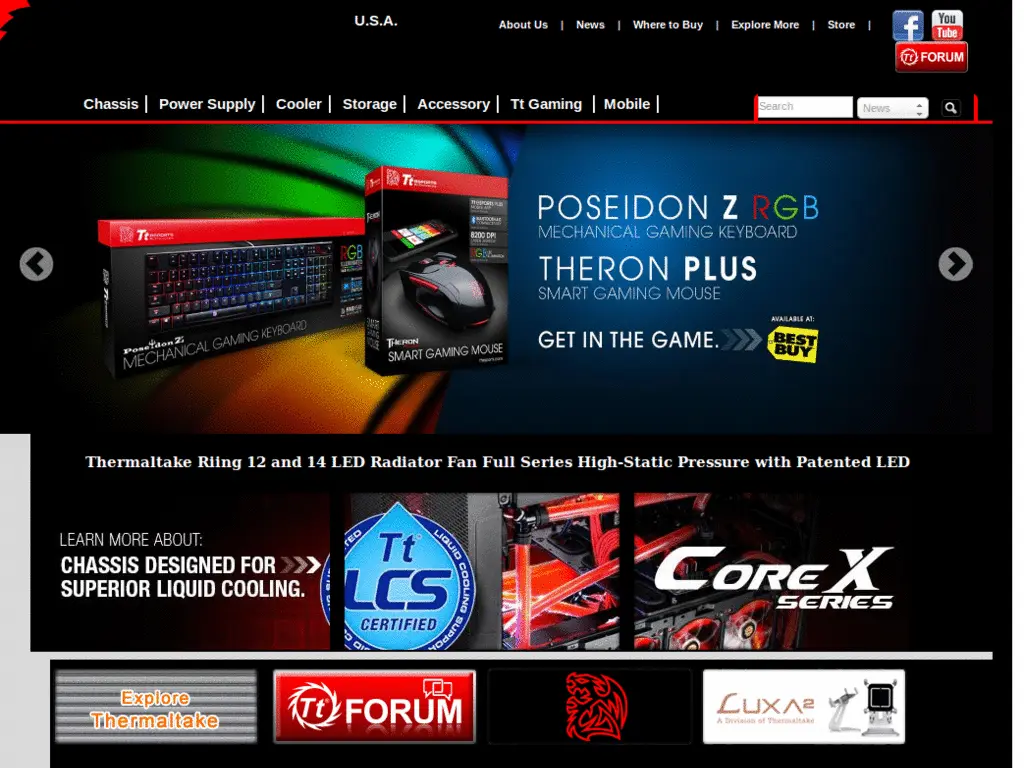 U.S.A.
About Us | News | Where to Buy | Explore More | Store |
You
Tube
Tt FORUM
Chassis | Power Supply | Cooler | Storage | Accessory | Tt Gaming | Mobile |
Search
News
POSEIDON Z RGB
MECHANICAL GAMING KEYBOARD
THERON PLUS
SMART GAMING MOUSE
AVAILABLE AT:
GET IN THE GAME.
BEST
BUY
Tt eSPORTS
RGB
Poseidon Z
MECHANICAL GAMING KEYBOARD
Tt eSPORTS
8200 DPI
THERON
SMART GAMING MOUSE
Thermaltake Riing 12 and 14 LED Radiator Fan Full Series High-Static Pressure with Patented LED
LEARN MORE ABOUT:
CHASSIS DESIGNED FOR
SUPERIOR LIQUID COOLING.
Tt
LCS
CERTIFIED
LIQUID COOLING SUPPORT
CORE X
SERIES
Explore
Thermaltake
Tt FORUM
LUXA2
A Division of Thermaltake